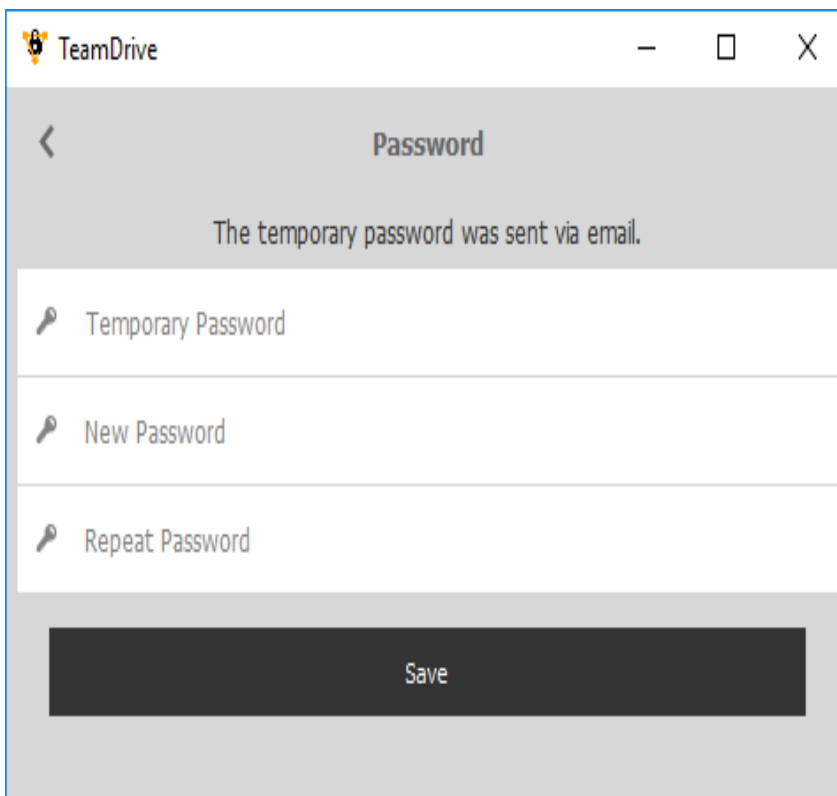 TeamDrive
Password
The temporary password was sent via email.
Temporary Password
New Password
Repeat Password
Save